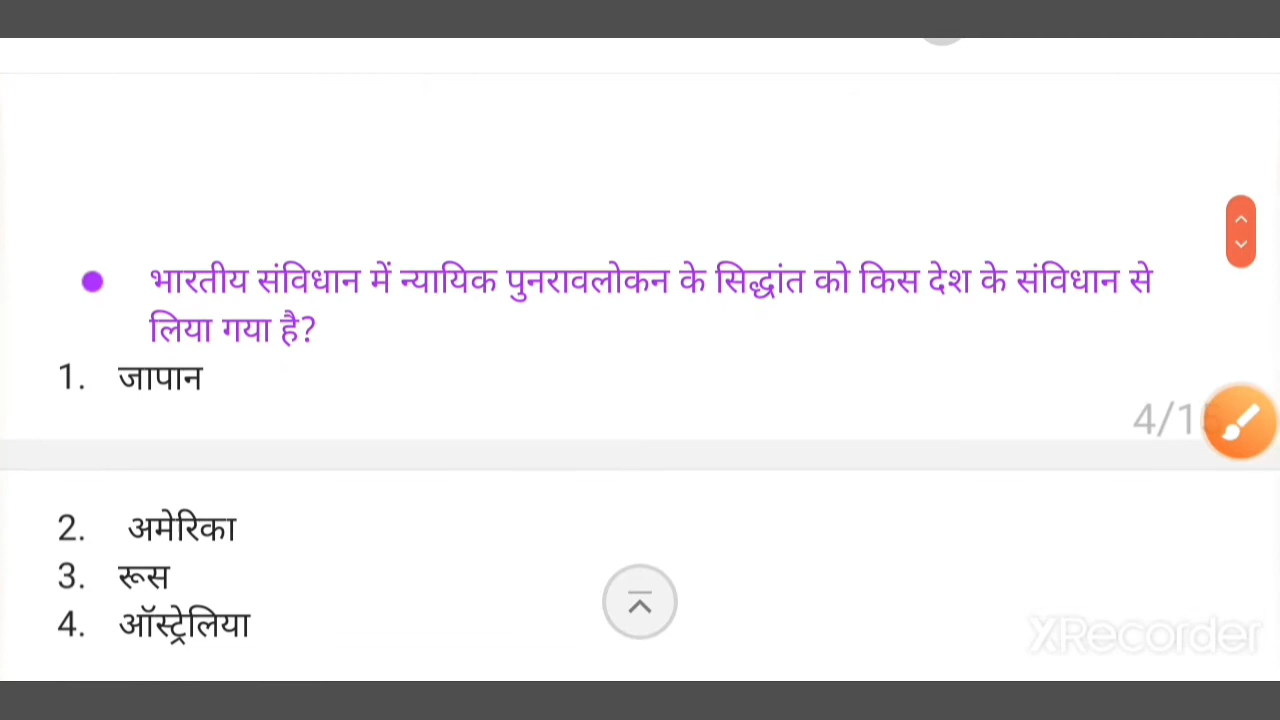 भारतीय संविधान में न्यायिक पुनरावलोकन के सिद्धांत को किस देश के संविधान से
लिया गया है?
1. जापान
4/1
2. अमेरिका
3. रूस
4. ऑस्ट्रेलिया
XRecorder